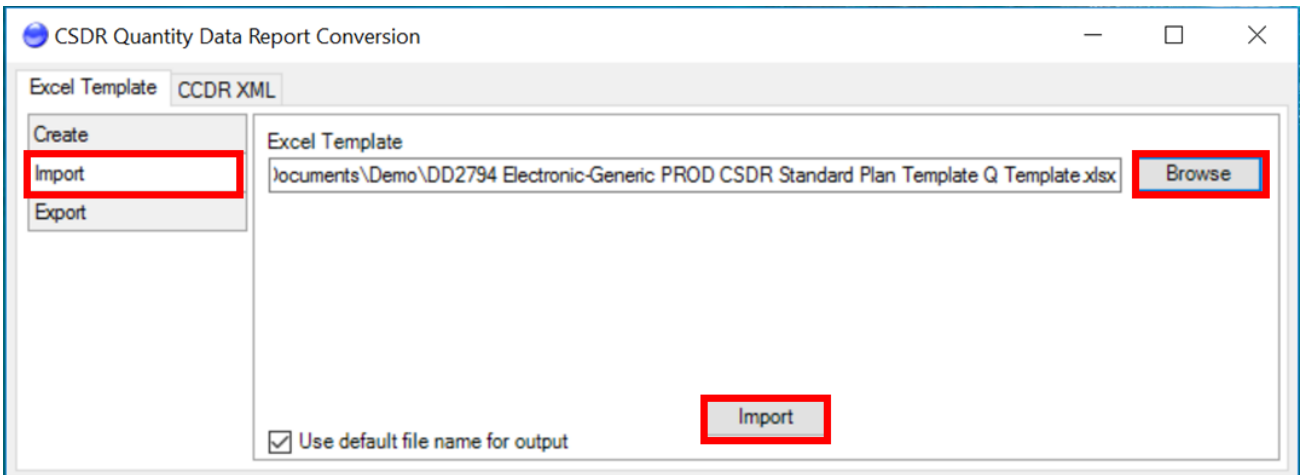 CSDR Quantity Data Report Conversion
Excel Template CCDR XML
Create
Import
Export
Excel Template
Documents\Demo\DD2794 Electronic-Generic PROD CSDR Standard Plan Template Q Template.xlsx
Browse
Import
Use default file name for output